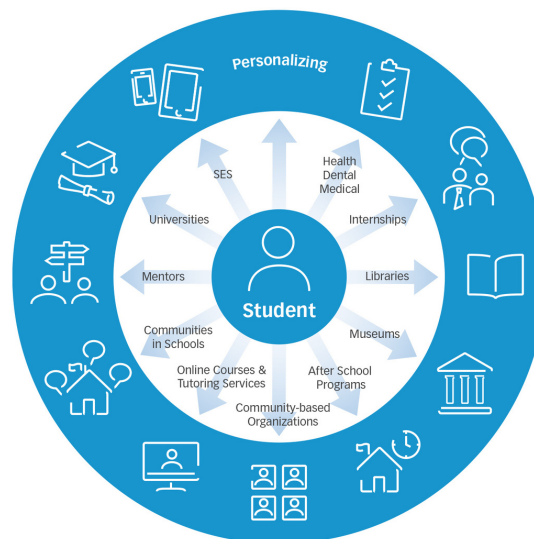 Personalizing
SES
Health
Dental
Medical
Universities
Internships
Mentors
Libraries
Student
Communities
in Schools
Museums
Online Courses &
Tutoring Services
After School
Programs
Community-based
Organizations